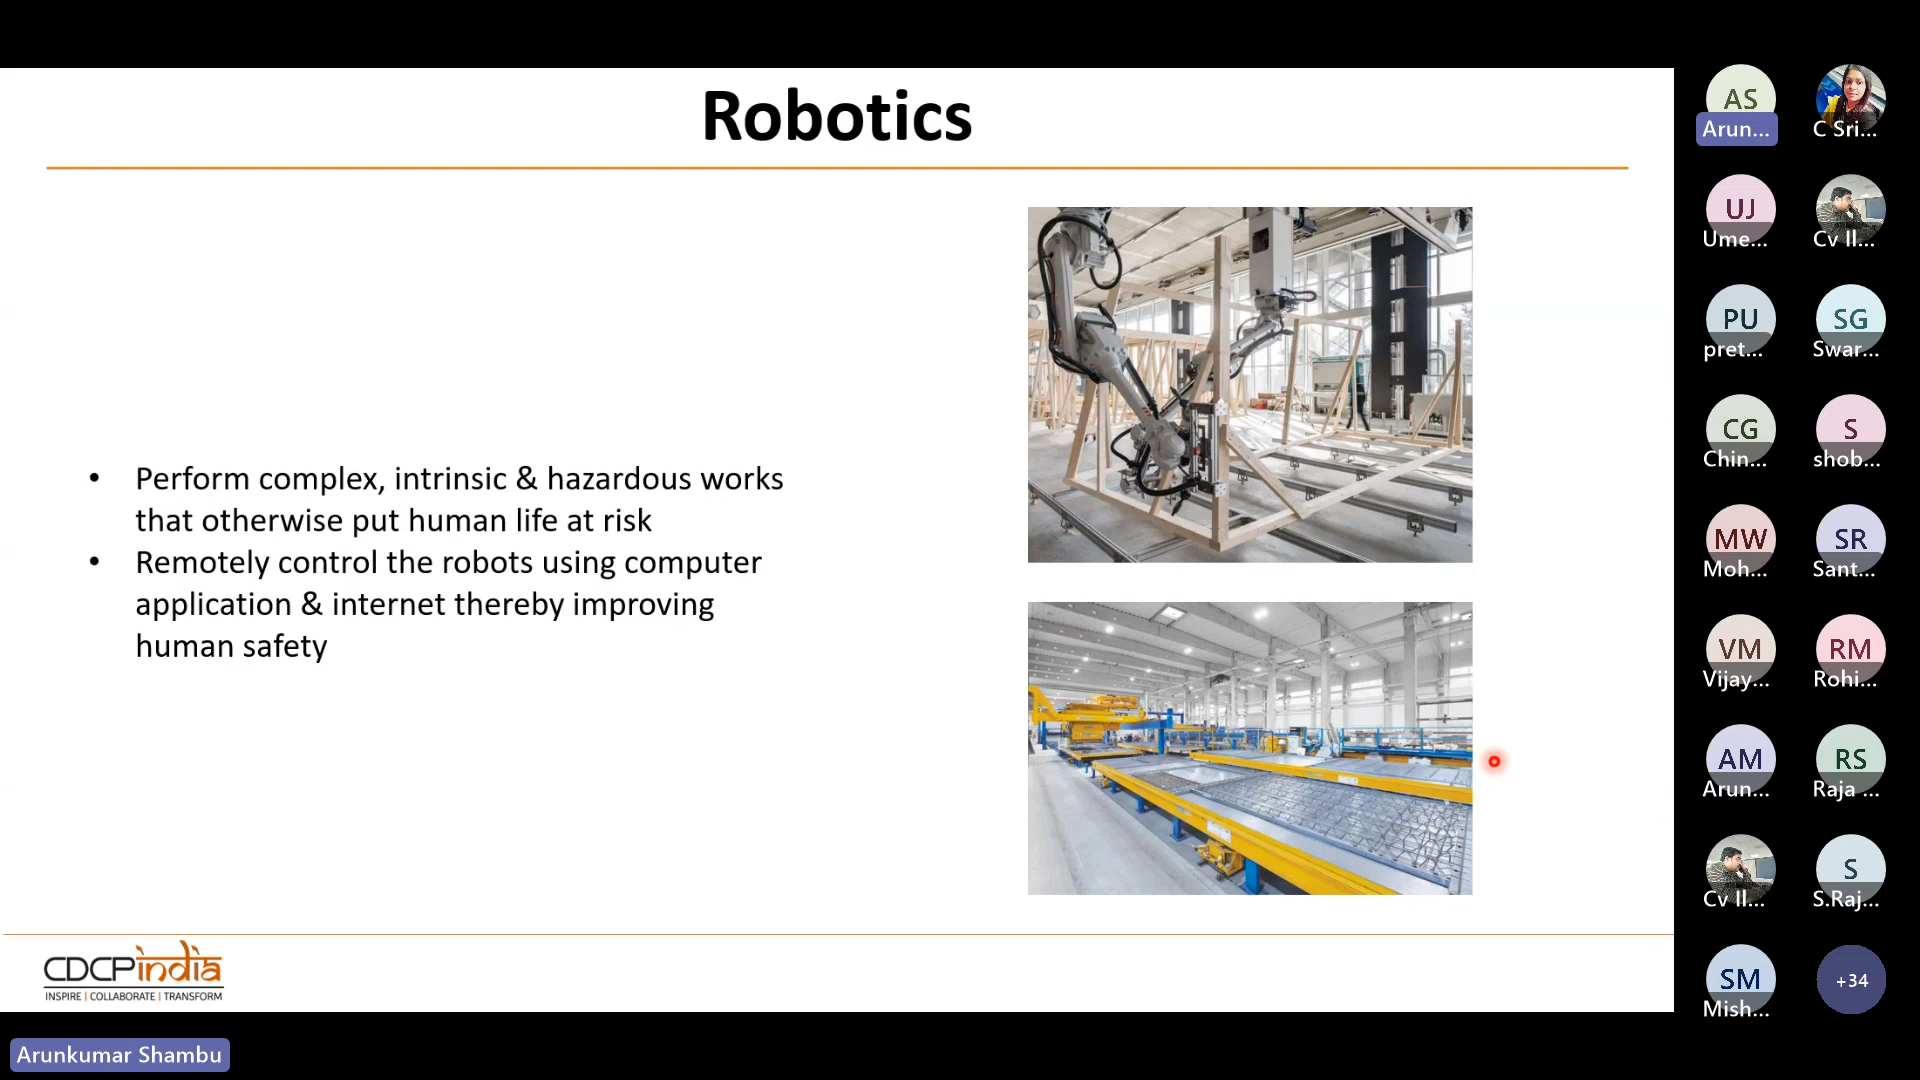 Robotics
• Perform complex, intrinsic & hazardous works
that otherwise put human life at risk
• Remotely control the robots using computer
application & internet thereby improving
human safety
CDCPindia
INSPIRE | COLLABORATE | TRANSFORM
Arunkumar Shambu
AS
Arun...
C Sri...
UJ
Ume...
Cv Il...
PU
pret...
SG
Swar...
CG
Chin...
S
shob...
MW
Moh...
SR
Sant...
VM
Vijay...
RM
Rohi...
AM
Arun...
RS
Raja ...
Cv Il...
S
S.Raj...
SM
Mish...
+34